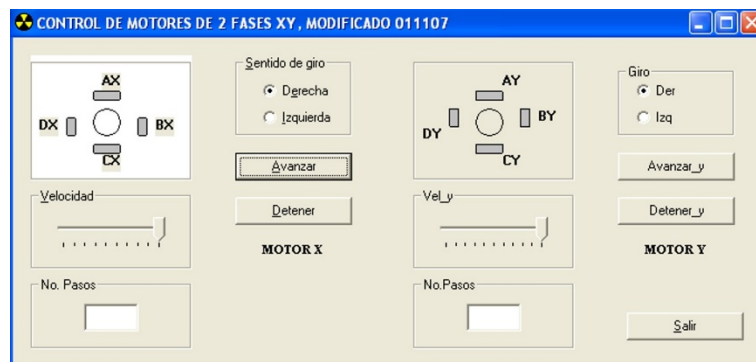 CONTROL DE MOTORES DE 2 FASES XY, MODIFICADO 011107
AX
DX
BX
CX
Sentido de giro
Derecha
Izquierda
Avanzar
Velocidad
Detener
MOTOR X
No. Pasos
AY
BY
DY
CY
Giro
Der
Izq
Avanzar_y
Vel_y
Detener_y
MOTOR Y
No.Pasos
Salir